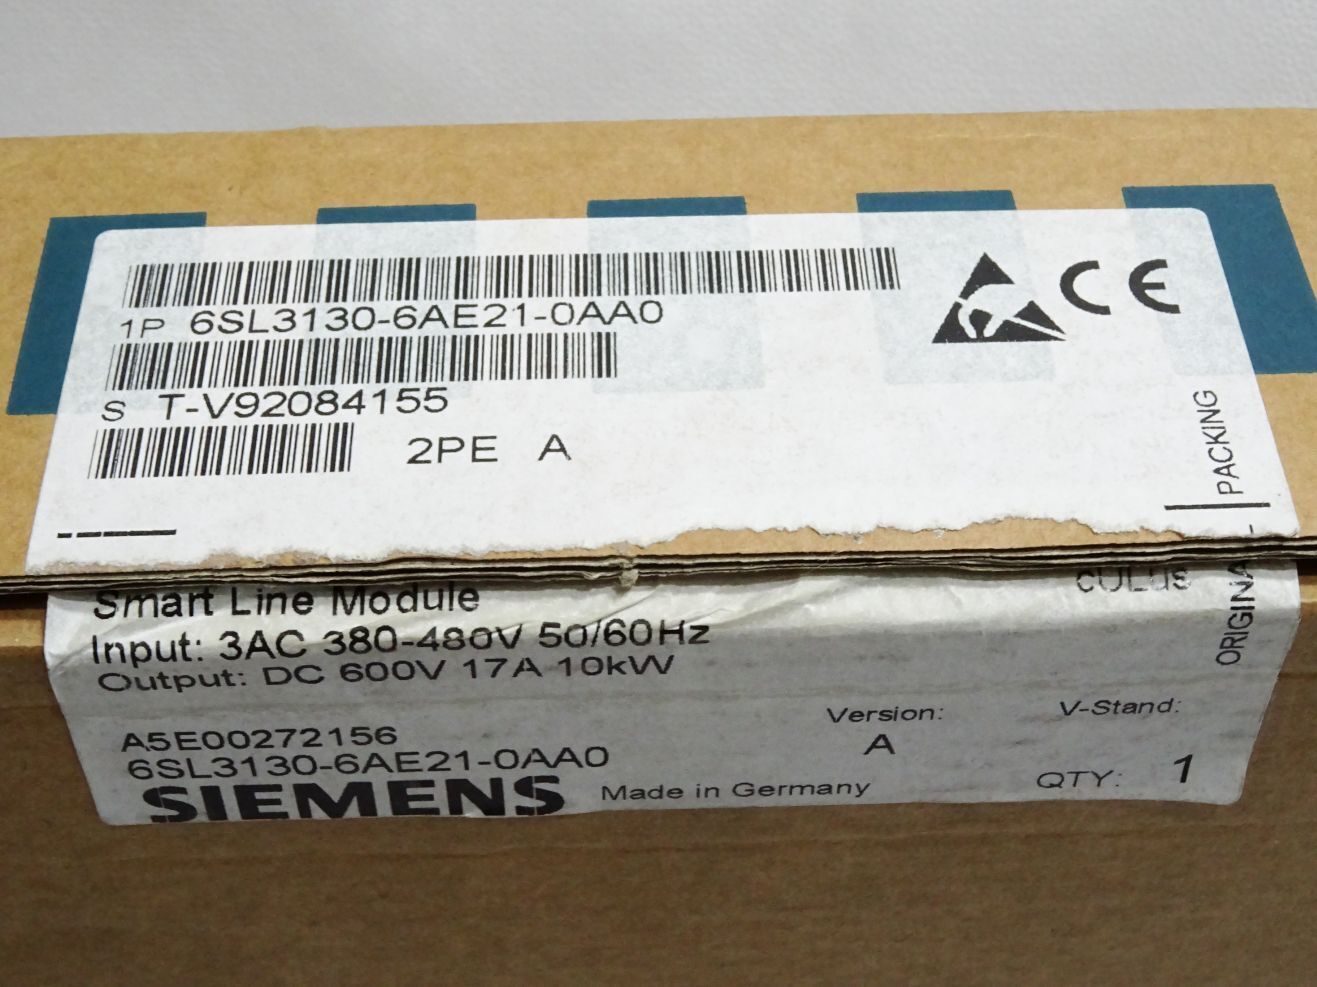 1P 6SL3130-6AE21-0AA0
CE
S T-V92084155
2PE A
ORIGINAL PACKING
Smart Line Module
cULus
Input: 3AC 380-480V 50/60Hz
Output: DC 600V 17A 10kW
A5E00272156
Version:
V-Stand:
6SL3130-6AE21-0AA0
A
SIEMENS Made in Germany
QTY: 1